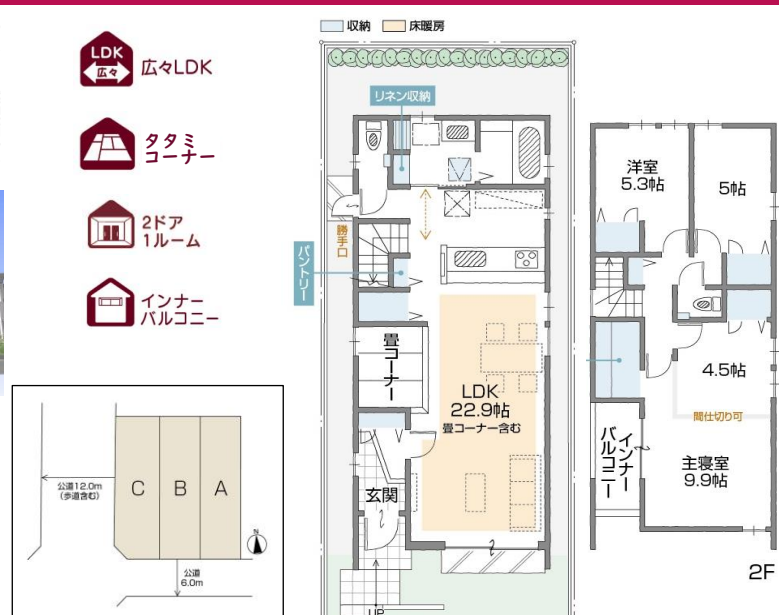 収納
床暖房
LDK
広々
広々LDK
タタミ
コーナー
2ドア
1ルーム
インナー
バルコニー
リネン収納
勝手口
パントリー
畳コーナー
LDK
22.9帖
畳コーナー含む
玄関
UP
洋室
5.3帖
5帖
4.5帖
間仕切り可
インナー
バルコニー
主寝室
9.9帖
2F
公道12.0m
(歩道含む)
C
B
A
N
公道
6.0m